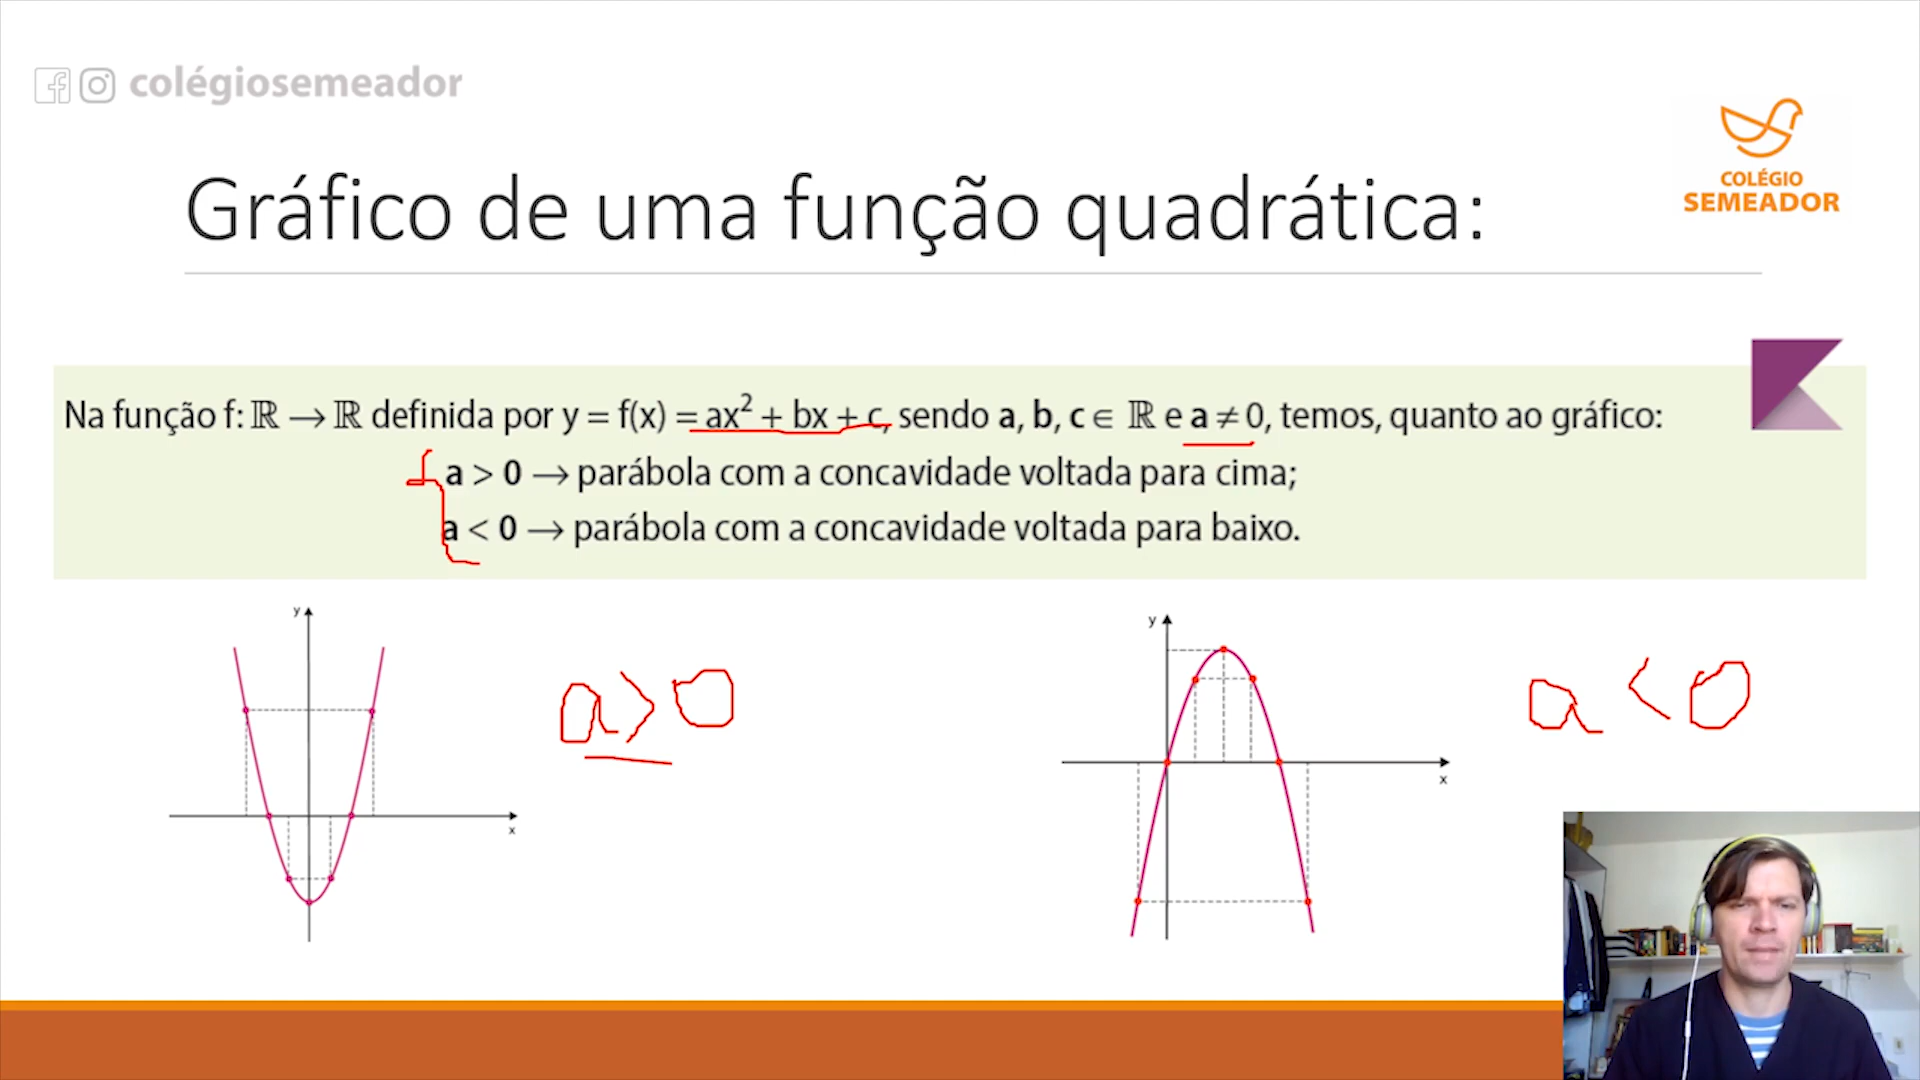 colégiosemeador
COLÉGIO
SEMEADOR
Gráfico de uma função quadrática:
Na função f: ℝ → ℝ definida por y = f(x) = ax² + bx + c, sendo a, b, c ∈ ℝ e a ≠ 0, temos, quanto ao gráfico:
a > 0 → parábola com a concavidade voltada para cima;
a < 0 → parábola com a concavidade voltada para baixo.
y
x
a > 0
y
x
a < 0